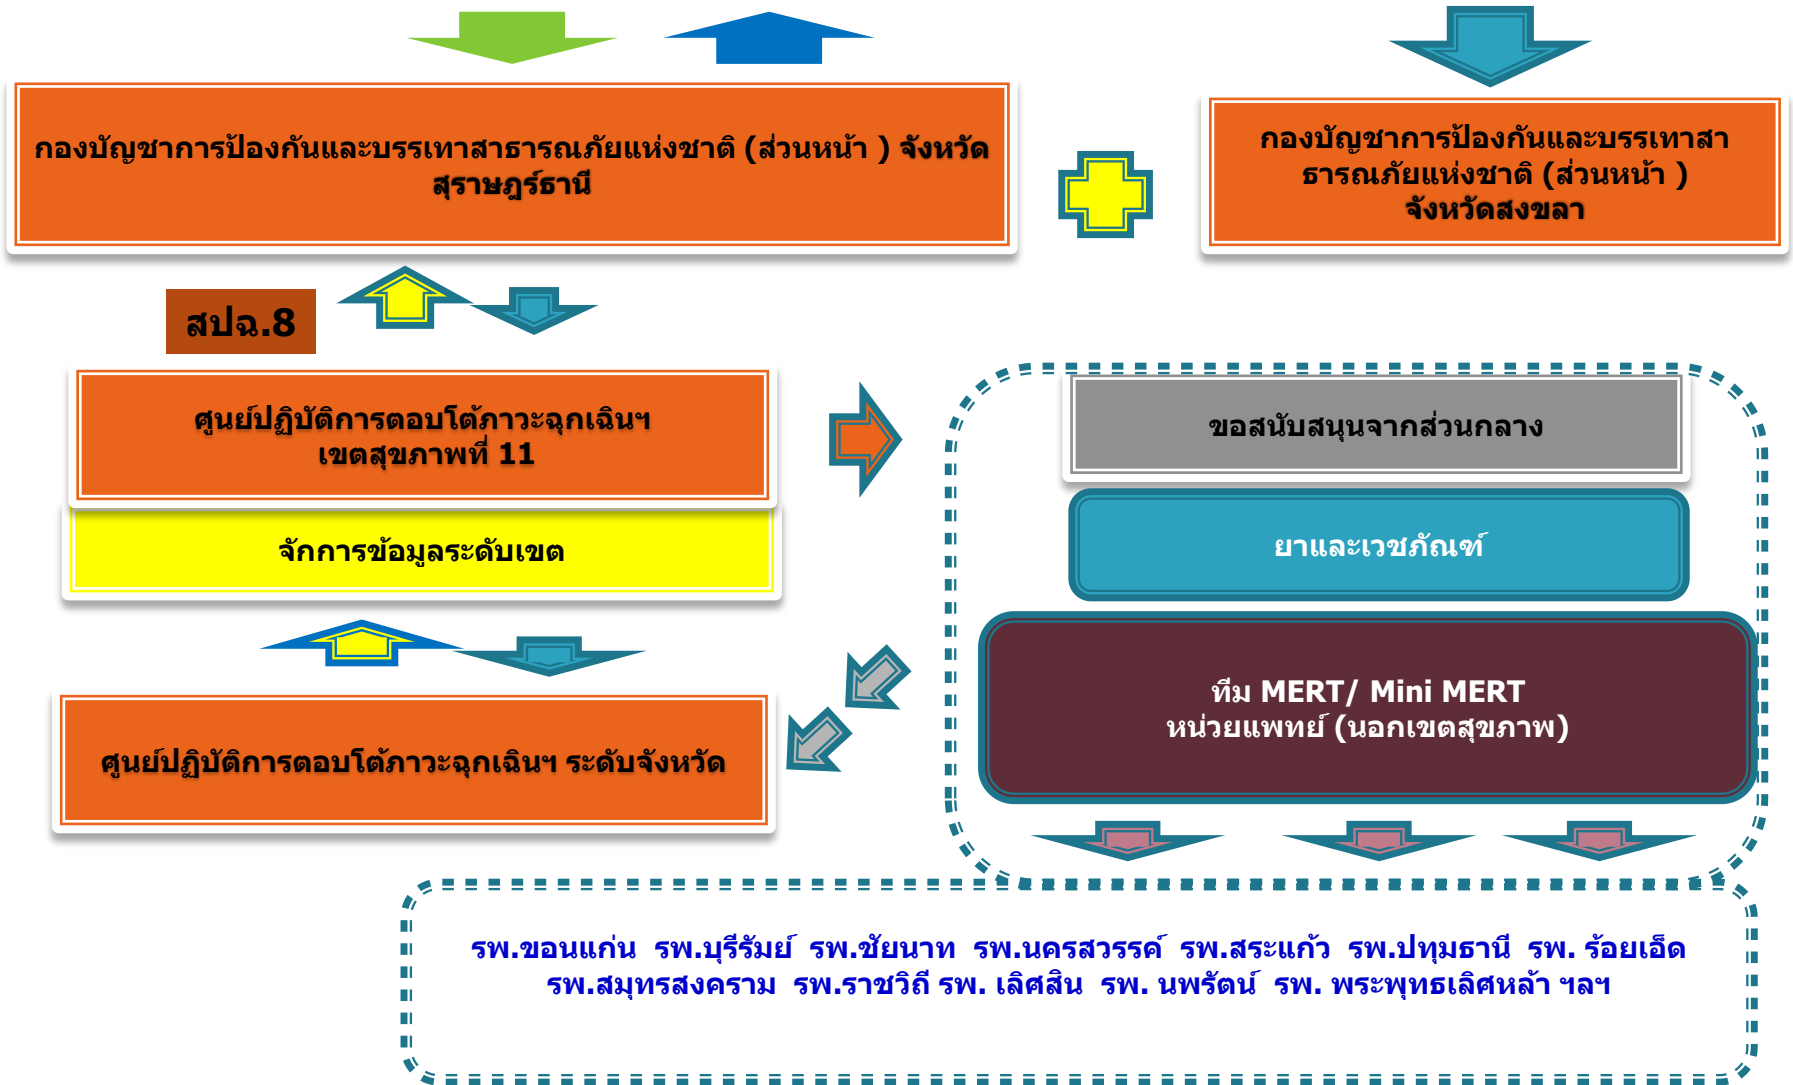 กองบัญชาการป้องกันและบรรเทาสาธารณภัยแห่งชาติ (ส่วนหน้า ) จังหวัด
สุราษฎร์ธานี
กองบัญชาการป้องกันและบรรเทาสา
ธารณภัยแห่งชาติ (ส่วนหน้า )
จังหวัดสงขลา
สปฉ.8
ศูนย์ปฏิบัติการตอบโต้ภาวะฉุกเฉินฯ
เขตสุขภาพที่ 11
จักการข้อมูลระดับเขต
ศูนย์ปฏิบัติการตอบโต้ภาวะฉุกเฉินฯ ระดับจังหวัด
ขอสนับสนุนจากส่วนกลาง
ยาและเวชภัณฑ์
ทีม MERT/ Mini MERT
หน่วยแพทย์ (นอกเขตสุขภาพ)
รพ.ขอนแก่น รพ.บุรีรัมย์ รพ.ชัยนาท รพ.นครสวรรค์ รพ.สระแก้ว รพ.ปทุมธานี รพ. ร้อยเอ็ด
รพ.สมุทรสงคราม รพ.ราชวิถี รพ. เลิศสิน รพ. นพรัตน์ รพ. พระพุทธเลิศหล้า ฯลฯ